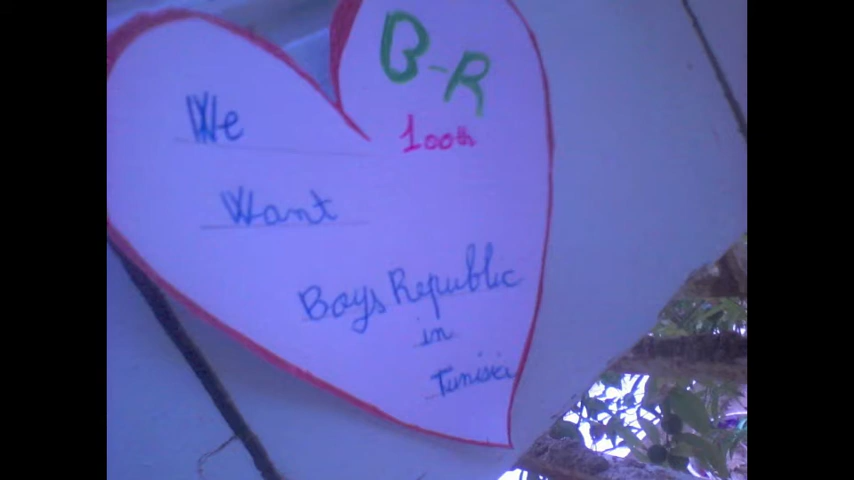 B-R
100th
We
Want
Boys Republic
in
Tunisia